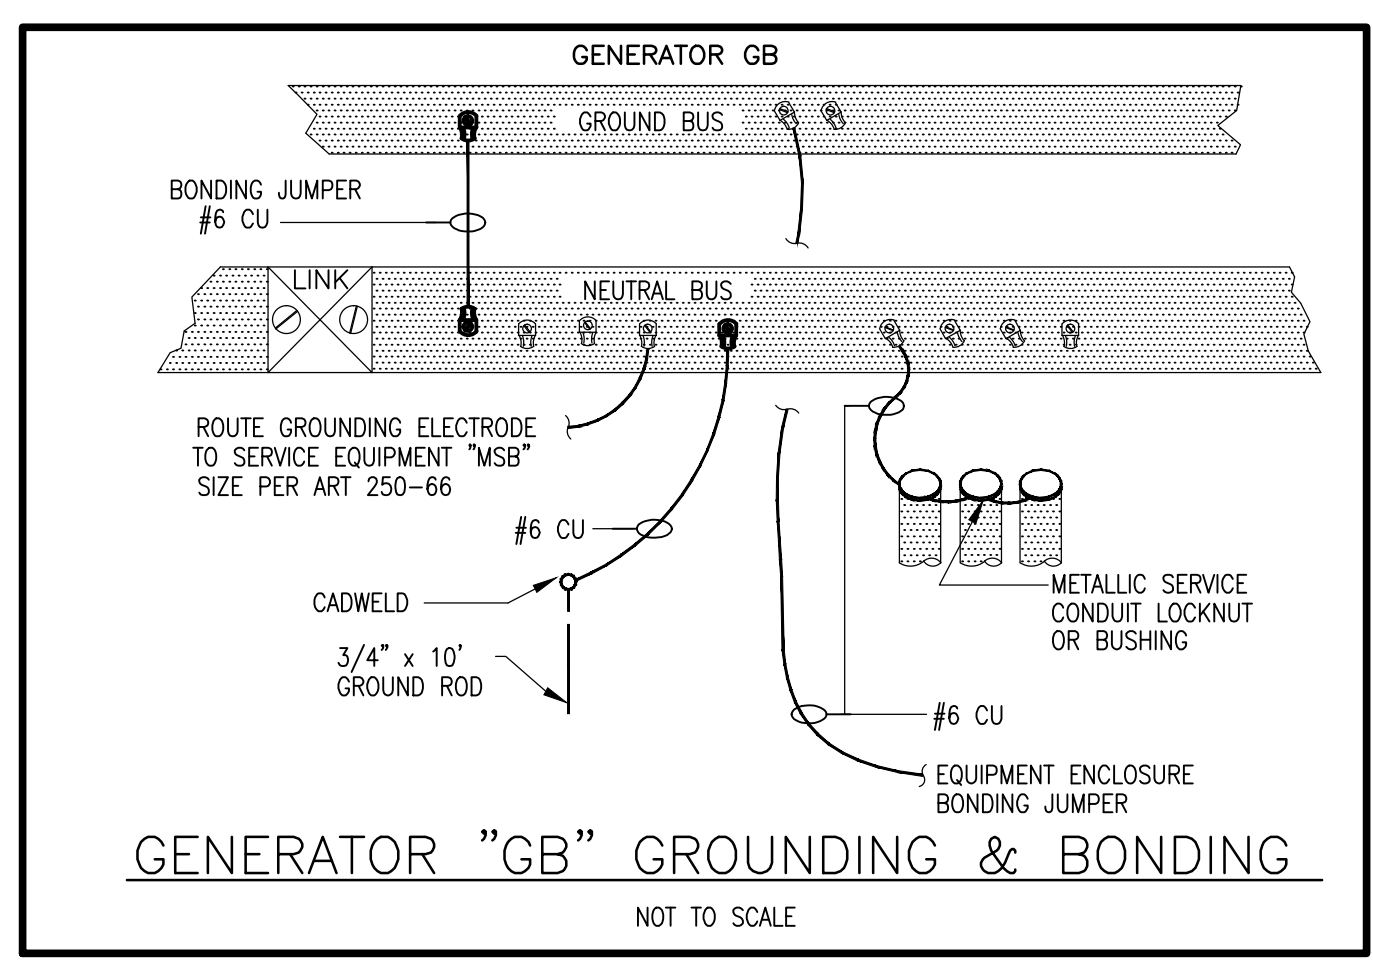 GENERATOR GB
GROUND BUS
BONDING JUMPER
#6 CU
LINK
NEUTRAL BUS
ROUTE GROUNDING ELECTRODE
TO SERVICE EQUIPMENT "MSB"
SIZE PER ART 250-66
#6 CU
CADWELD
METALLIC SERVICE
CONDUIT LOCKNUT
OR BUSHING
3/4" x 10'
GROUND ROD
#6 CU
EQUIPMENT ENCLOSURE
BONDING JUMPER
GENERATOR "GB" GROUNDING & BONDING
NOT TO SCALE